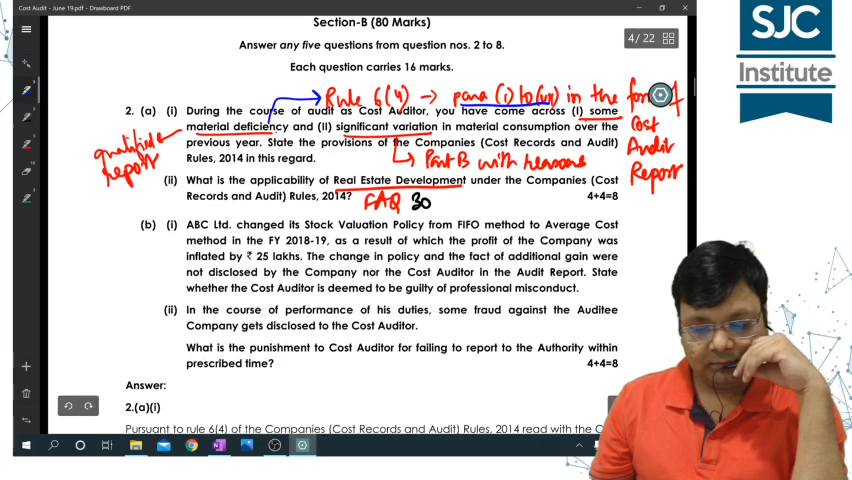 Cost Audit - June 19.pdf - Drawboard PDF
SJC
Institute
4 / 22
Section-B (80 Marks)
Answer any five questions from question nos. 2 to 8.
Each question carries 16 marks.
Rule 6(4) → para (i) to (vii) in the form of
Cost
Audit
Report
qualified
report
2. (a) (i) During the course of audit as Cost Auditor, you have come across (I) some
material deficiency and (II) significant variation in material consumption over the
previous year. State the provisions of the Companies (Cost Records and Audit)
Rules, 2014 in this regard.
Part B with reasons
(ii) What is the applicability of Real Estate Development under the Companies (Cost
Records and Audit) Rules, 2014? 4+4=8
FAQ 30
(b) (i) ABC Ltd. changed its Stock Valuation Policy from FIFO method to Average Cost
method in the FY 2018-19, as a result of which the profit of the Company was
inflated by ₹ 25 lakhs. The change in policy and the fact of additional gain were
not disclosed by the Company nor the Cost Auditor in the Audit Report. State
whether the Cost Auditor is deemed to be guilty of professional misconduct.
(ii) In the course of performance of his duties, some fraud against the Auditee
Company gets disclosed to the Cost Auditor.
What is the punishment to Cost Auditor for failing to report to the Authority within
prescribed time? 4+4=8
Answer:
2.(a)(i)
Pursuant to rule 6(4) of the Companies (Cost Records and Audit) Rules, 2014 read with the